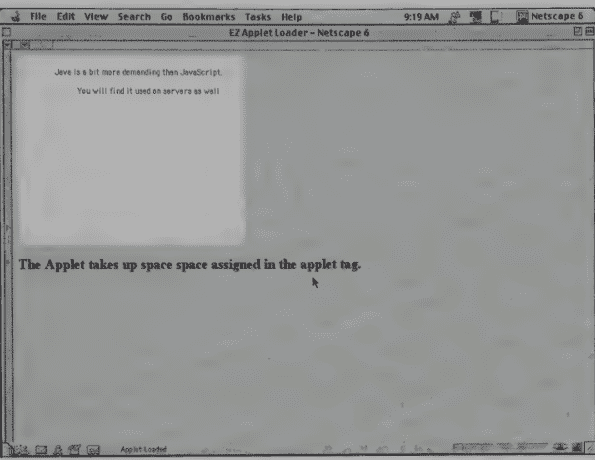 File Edit View Search Go Bookmarks Tasks Help 9:19 AM Netscape 6
EZ Applet Loader - Netscape 6
Java is a bit more demanding than JavaScript.
You will find it used on servers as well
The Applet takes up space space assigned in the applet tag.
Applet Loaded